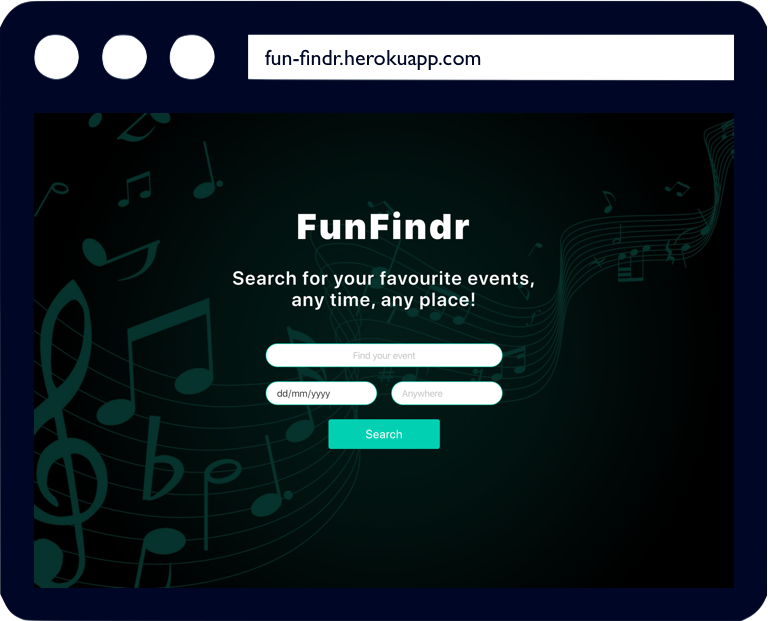 fun-findr.herokuapp.com
FunFindr
Search for your favourite events,
any time, any place!
Find your event
dd/mm/yyyy
Anywhere
Search